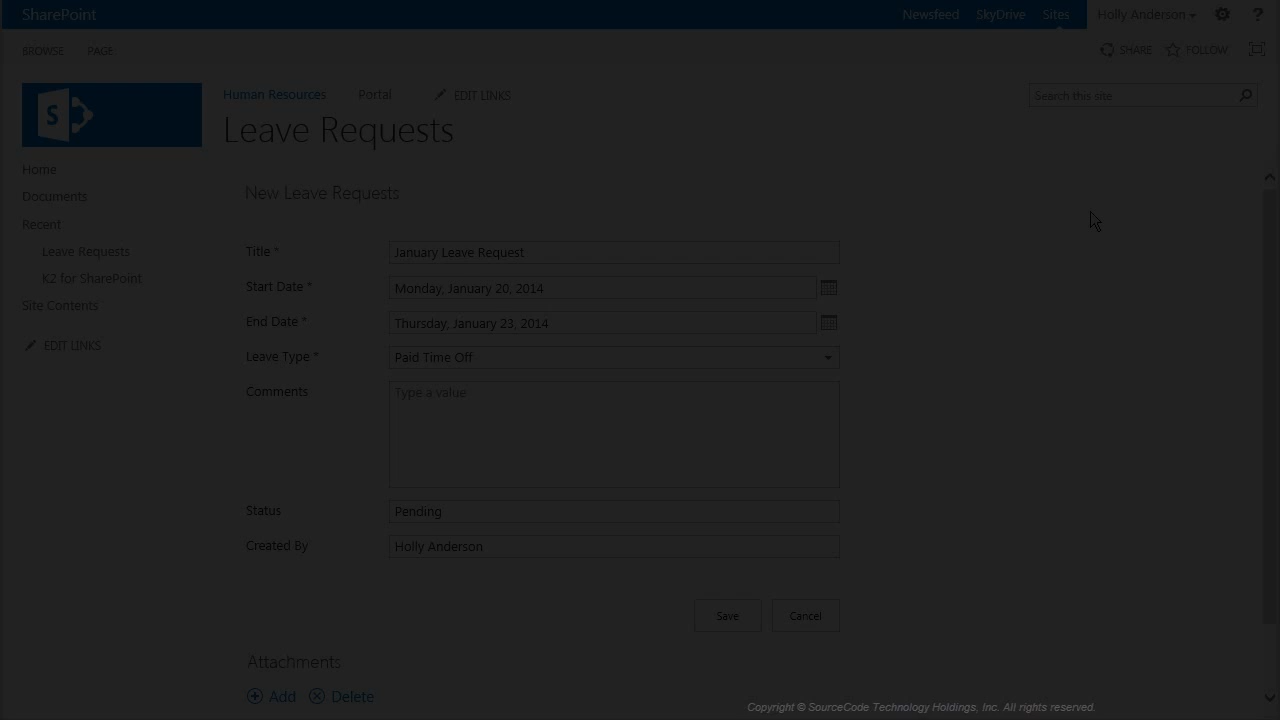 SharePoint
Newsfeed SkyDrive Sites Holly Anderson ?
BROWSE PAGE
SHARE FOLLOW
S
Human Resources Portal EDIT LINKS
Search this site
Leave Requests
Home
Documents
Recent
Leave Requests
K2 for SharePoint
Site Contents
EDIT LINKS
New Leave Requests
Title * January Leave Request
Start Date * Monday, January 20, 2014
End Date * Thursday, January 23, 2014
Leave Type * Paid Time Off
Comments Type a value
Status Pending
Created By Holly Anderson
Save Cancel
Attachments
Add Delete
Copyright © SourceCode Technology Holdings, Inc. All rights reserved.